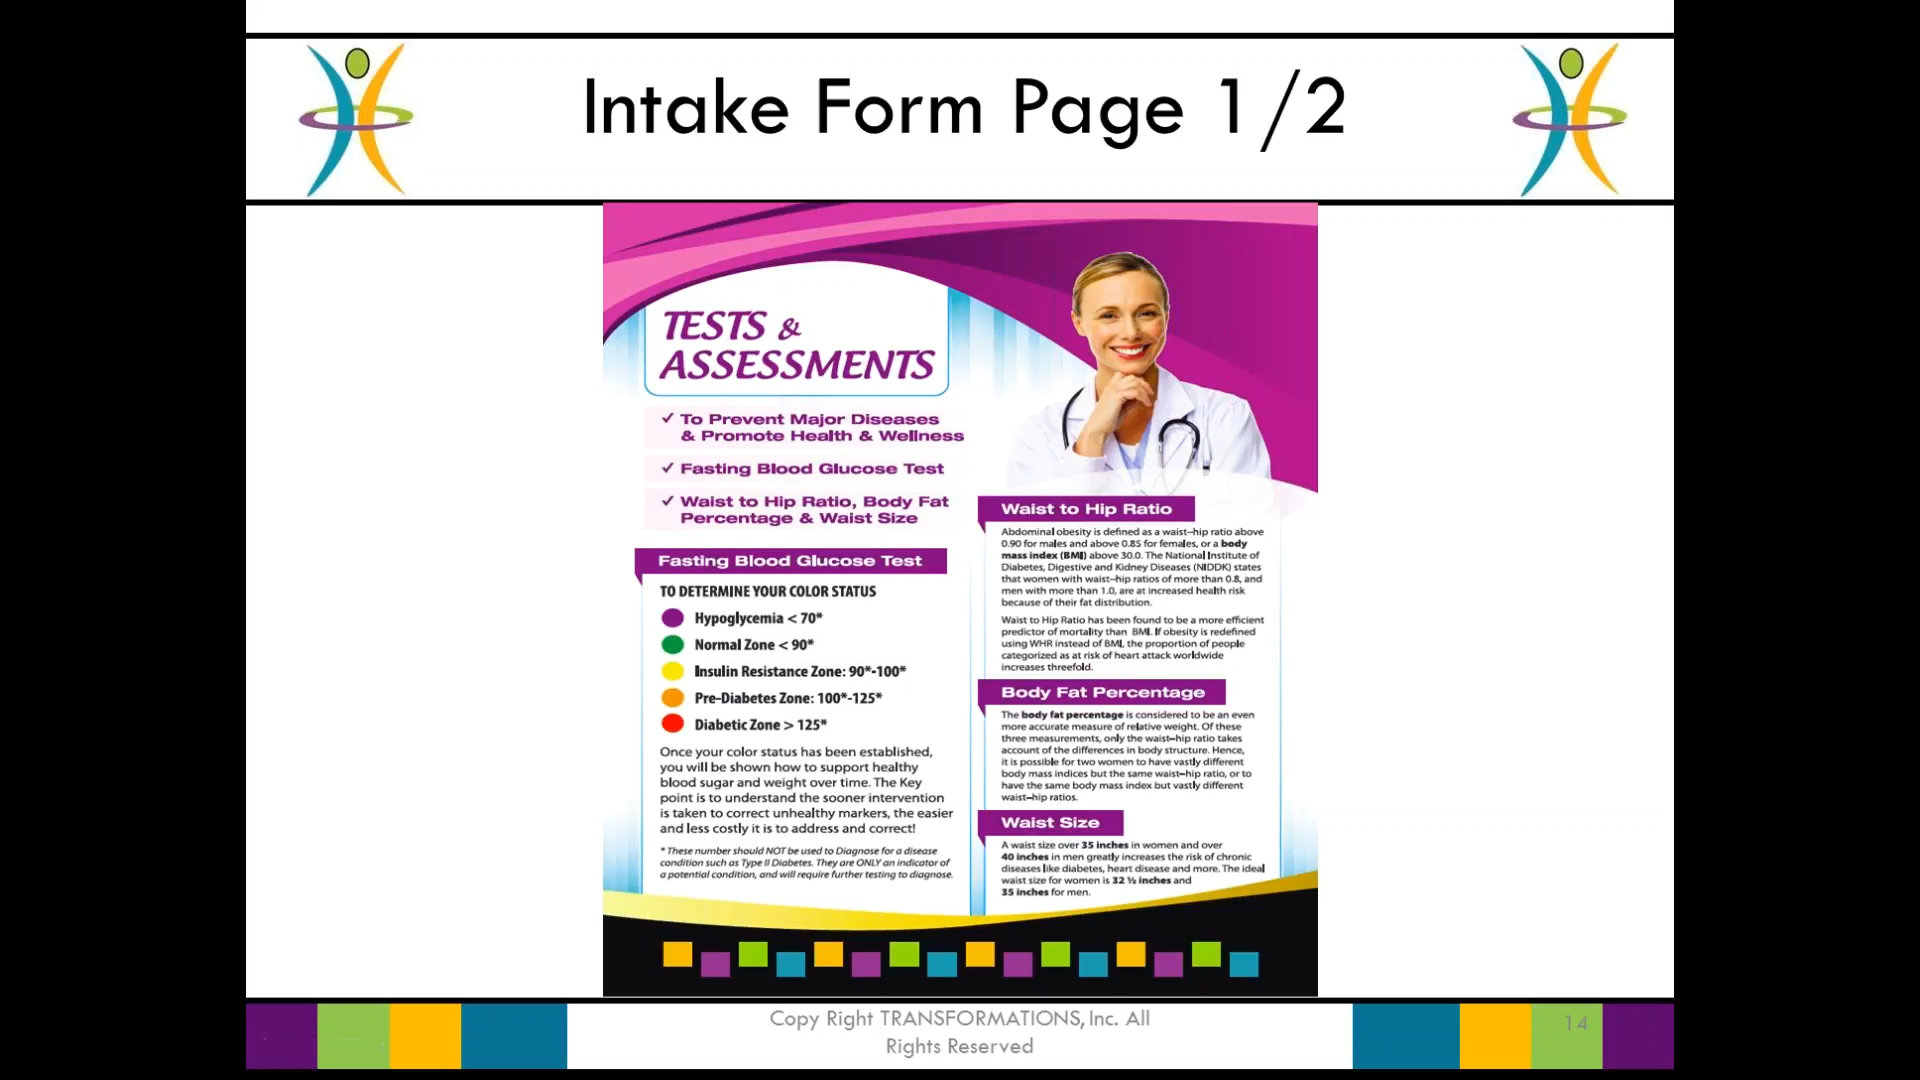 Intake Form Page 1/2
TESTS &
ASSESSMENTS
✓ To Prevent Major Diseases
& Promote Health & Wellness
✓ Fasting Blood Glucose Test
✓ Waist to Hip Ratio, Body Fat
Percentage & Waist Size
Fasting Blood Glucose Test
TO DETERMINE YOUR COLOR STATUS
Hypoglycemia < 70*
Normal Zone < 90*
Insulin Resistance Zone: 90*-100*
Pre-Diabetes Zone: 100*-125*
Diabetic Zone > 125*
Once your color status has been established,
you will be shown how to support healthy
blood sugar and weight over time. The Key
point is to understand the sooner intervention
is taken to correct unhealthy markers, the easier
and less costly it is to address and correct!
* These number should NOT be used to Diagnose for a disease
condition such as Type II Diabetes. They are ONLY an indicator of
a potential condition, and will require further testing to diagnose.
Waist to Hip Ratio
Abdominal obesity is defined as a waist–hip ratio above
0.90 for males and above 0.85 for females, or a body
mass index (BMI) above 30.0. The National Institute of
Diabetes, Digestive and Kidney Diseases (NIDDK) states
that women with waist–hip ratios of more than 0.8, and
men with more than 1.0, are at increased health risk
because of their fat distribution.
Waist to Hip Ratio has been found to be a more efficient
predictor of mortality than BMI. If obesity is redefined
using WHR instead of BMI, the proportion of people
categorized as at risk of heart attack worldwide
increases threefold.
Body Fat Percentage
The body fat percentage is considered to be an even
more accurate measure of relative weight. Of these
three measurements, only the waist–hip ratio takes
account of the differences in body structure. Hence,
it is possible for two women to have vastly different
body mass indices but the same waist–hip ratio, or to
have the same body mass index but vastly different
waist–hip ratios.
Waist Size
A waist size over 35 inches in women and over
40 inches in men greatly increases the risk of chronic
diseases like diabetes, heart disease and more. The ideal
waist size for women is 32 ½ inches and
35 inches for men.
Copy Right TRANSFORMATIONS, Inc. All
Rights Reserved
14